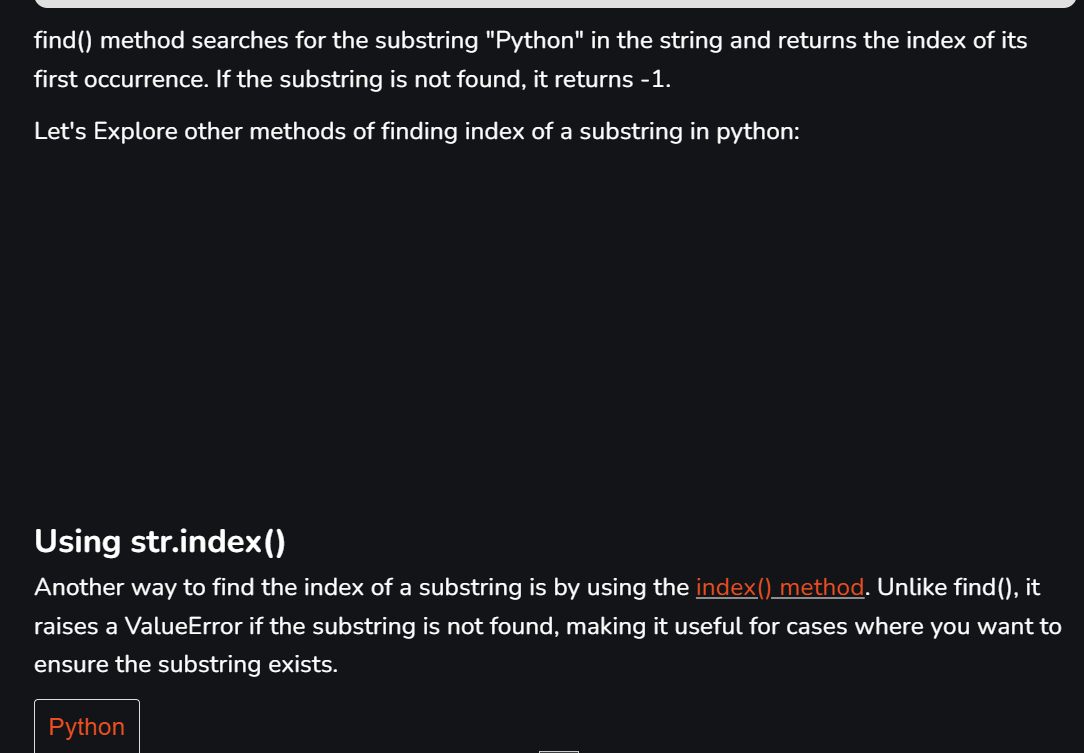 find() method searches for the substring "Python" in the string and returns the index of its
first occurrence. If the substring is not found, it returns -1.
Let's Explore other methods of finding index of a substring in python:
Using str.index()
Another way to find the index of a substring is by using the index() method. Unlike find(), it
raises a ValueError if the substring is not found, making it useful for cases where you want to
ensure the substring exists.
Python